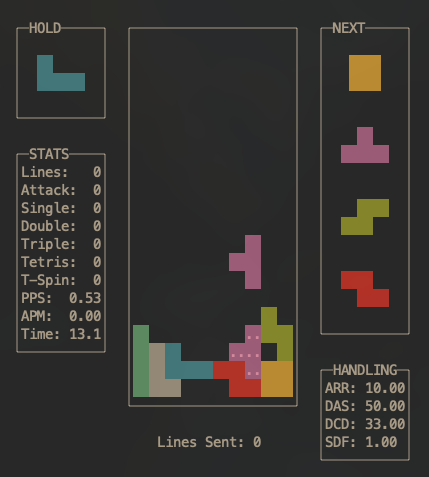 HOLD
NEXT
STATS
Lines: 0
Attack: 0
Single: 0
Double: 0
Triple: 0
Tetris: 0
T-Spin: 0
PPS: 0.53
APM: 0.00
Time: 13.1
HANDLING
ARR: 10.00
DAS: 50.00
DCD: 33.00
SDF: 1.00
Lines Sent: 0